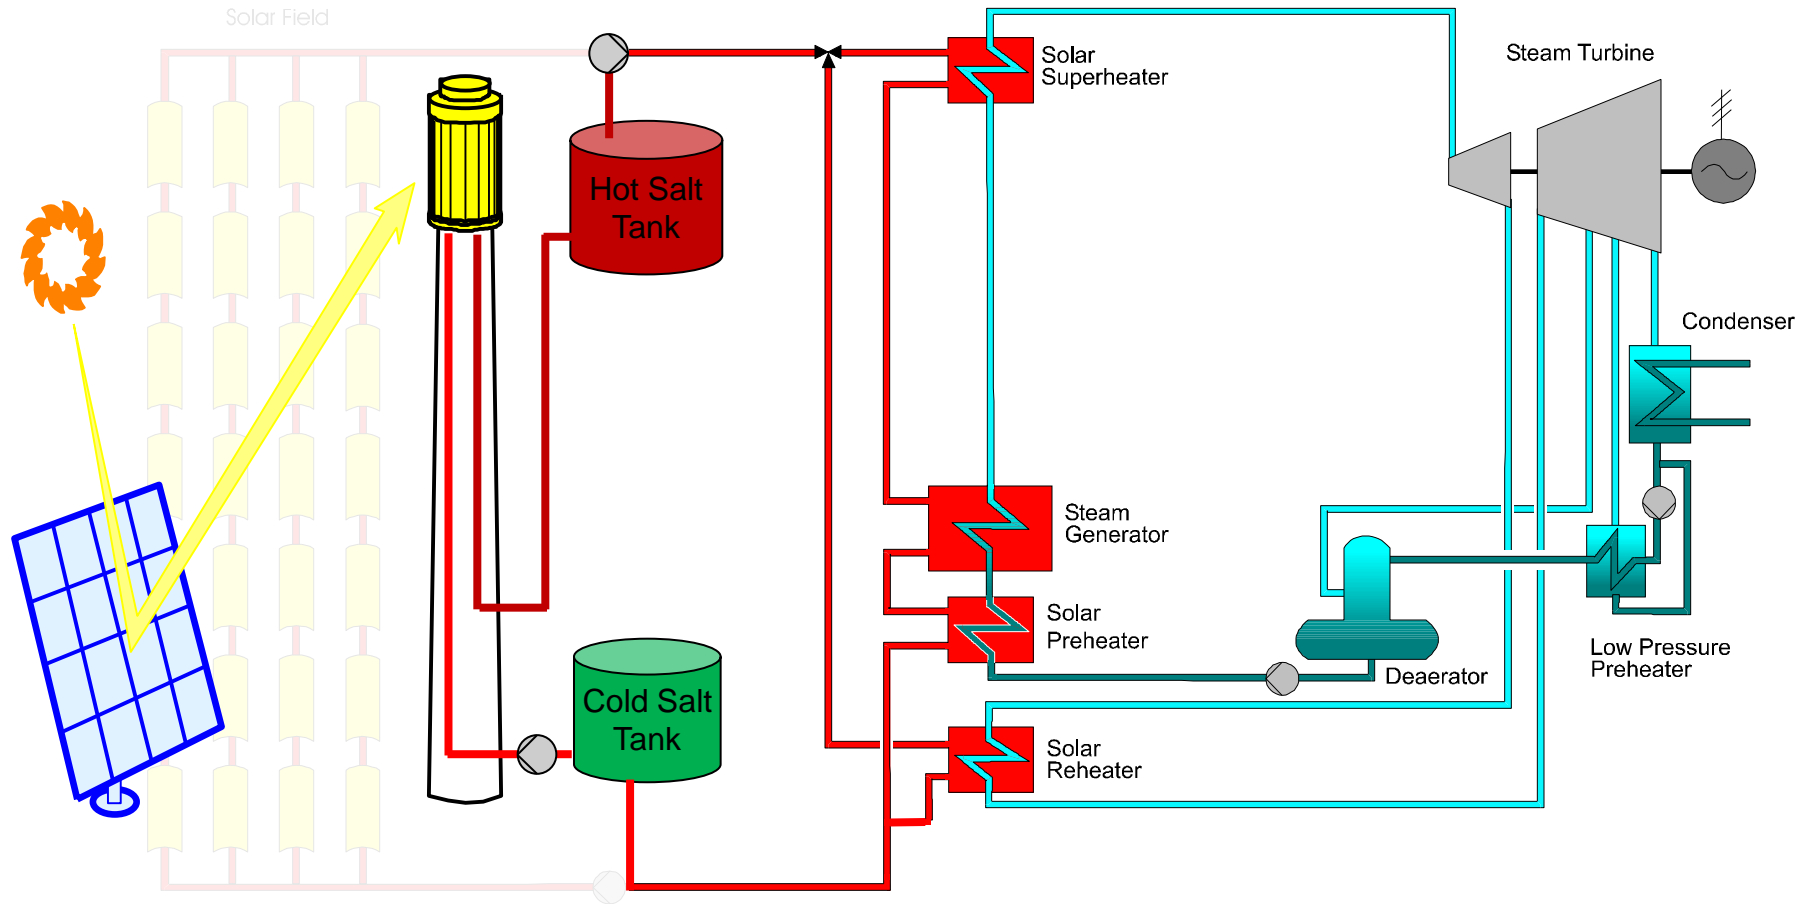 Solar Field
Solar
Superheater
Steam Turbine
Hot Salt
Tank
Condenser
Steam
Generator
Solar
Preheater
Low Pressure
Preheater
Deaerator
Cold Salt
Tank
Solar
Reheater